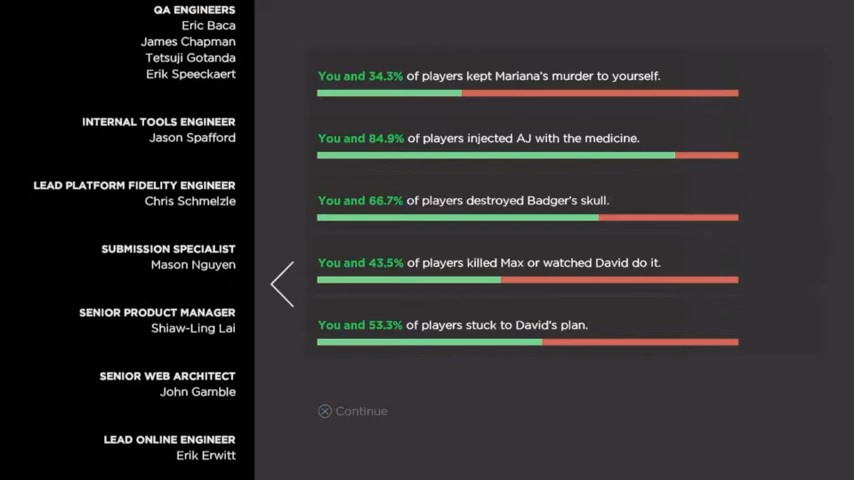 QA ENGINEERS
Eric Baca
James Chapman
Tetsuji Gotanda
Erik Speeckaert
INTERNAL TOOLS ENGINEER
Jason Spafford
LEAD PLATFORM FIDELITY ENGINEER
Chris Schmelzle
SUBMISSION SPECIALIST
Mason Nguyen
SENIOR PRODUCT MANAGER
Shiaw-Ling Lai
SENIOR WEB ARCHITECT
John Gamble
LEAD ONLINE ENGINEER
Erik Erwitt
You and 34.3% of players kept Mariana's murder to yourself.
You and 84.9% of players injected AJ with the medicine.
You and 66.7% of players destroyed Badger's skull.
You and 43.5% of players killed Max or watched David do it.
You and 53.3% of players stuck to David's plan.
Continue